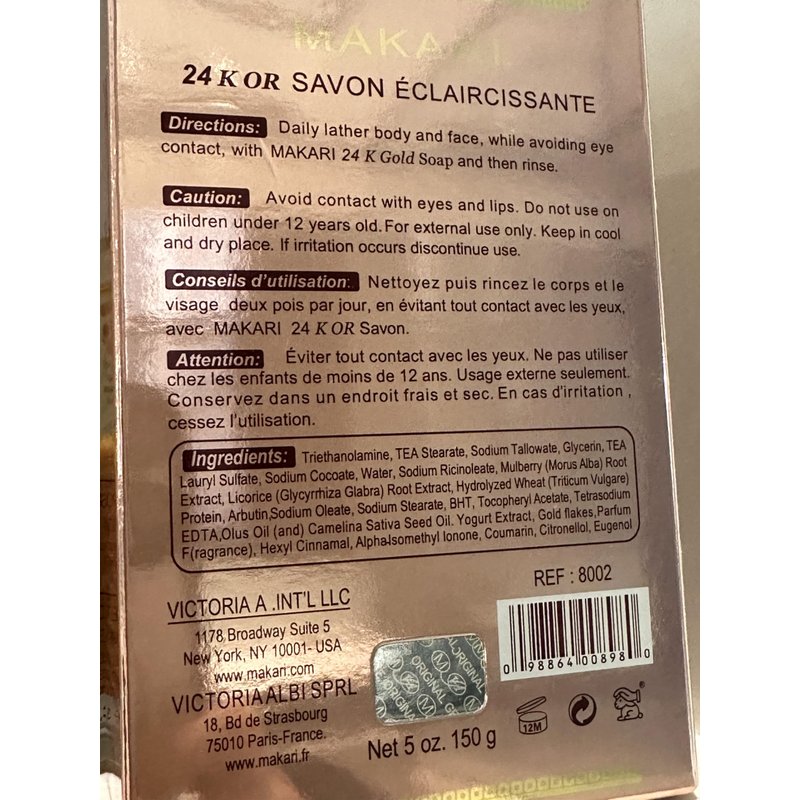 MAKARI
24 K OR SAVON ÉCLAIRCISSANTE
Directions: Daily lather body and face, while avoiding eye
contact, with MAKARI 24 K Gold Soap and then rinse.
Caution: Avoid contact with eyes and lips. Do not use on
children under 12 years old. For external use only. Keep in cool
and dry place. If irritation occurs discontinue use.
Conseils d'utilisation: Nettoyez puis rincez le corps et le
visage deux pois par jour, en évitant tout contact avec les yeux,
avec MAKARI 24 K OR Savon.
Attention: Éviter tout contact avec les yeux. Ne pas utiliser
chez les enfants de moins de 12 ans. Usage externe seulement.
Conservez dans un endroit frais et sec. En cas d'irritation ,
cessez l'utilisation.
Ingredients: Triethanolamine, TEA Stearate, Sodium Tallowate, Glycerin, TEA
Lauryl Sulfate, Sodium Cocoate, Water, Sodium Ricinoleate, Mulberry (Morus Alba) Root
Extract, Licorice (Glycyrrhiza Glabra) Root Extract, Hydrolyzed Wheat (Triticum Vulgare)
Protein, Arbutin,Sodium Oleate, Sodium Stearate, BHT, Tocopheryl Acetate, Tetrasodium
EDTA,Olus Oil (and) Camelina Sativa Seed Oil. Yogurt Extract, Gold flakes,Parfum
F(ragrance), Hexyl Cinnamal, Alpha-Isomethyl Ionone, Coumarin, Citronellol, Eugenol
REF : 8002
VICTORIA A .INT'L LLC
1178 Broadway Suite 5
New York, NY 10001- USA
www.makari.com
VICTORIA ALBI SPRL
18, Bd de Strasbourg
75010 Paris-France.
www.makari.fr
ORIGINAL
ORIGINAL
Net 5 oz. 150 g
0 98864 00898 0
12M